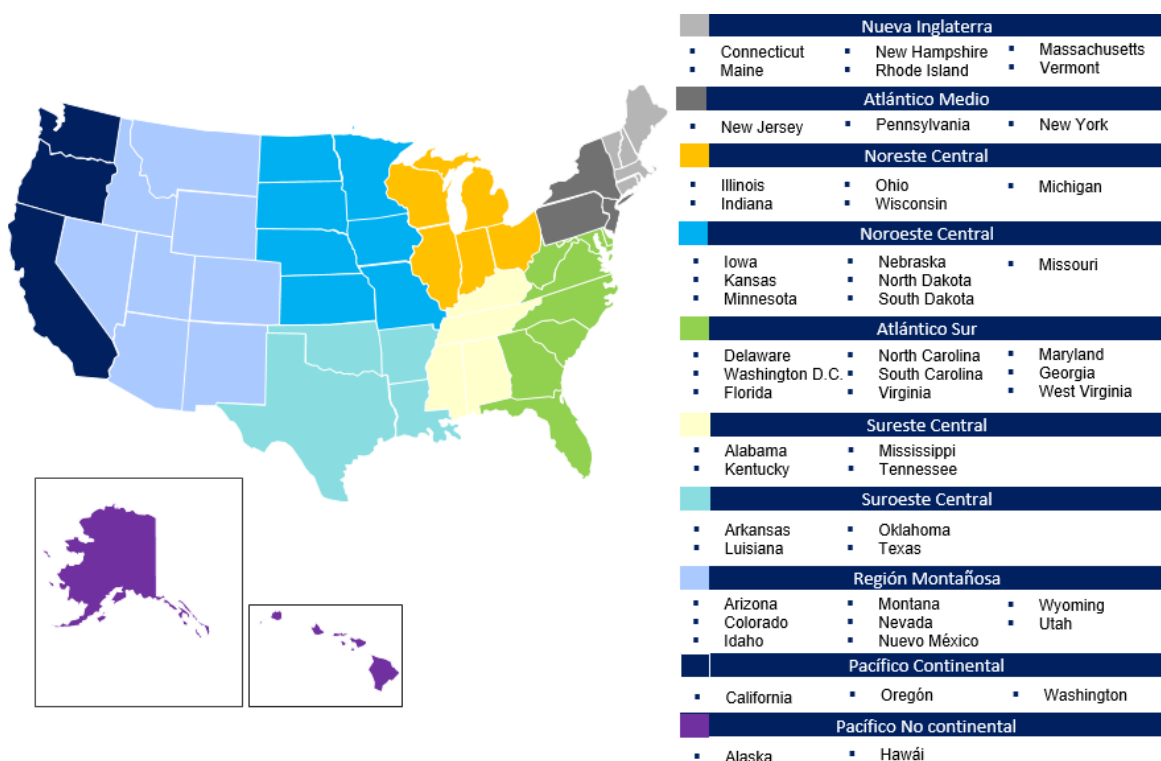 Nueva Inglaterra
▪ Connecticut ▪ New Hampshire ▪ Massachusetts
▪ Maine ▪ Rhode Island ▪ Vermont
Atlántico Medio
▪ New Jersey ▪ Pennsylvania ▪ New York
Noreste Central
▪ Illinois ▪ Ohio ▪ Michigan
▪ Indiana ▪ Wisconsin
Noroeste Central
▪ Iowa ▪ Nebraska ▪ Missouri
▪ Kansas ▪ North Dakota
▪ Minnesota ▪ South Dakota
Atlántico Sur
▪ Delaware ▪ North Carolina ▪ Maryland
▪ Washington D.C. ▪ South Carolina ▪ Georgia
▪ Florida ▪ Virginia ▪ West Virginia
Sureste Central
▪ Alabama ▪ Mississippi
▪ Kentucky ▪ Tennessee
Suroeste Central
▪ Arkansas ▪ Oklahoma
▪ Luisiana ▪ Texas
Región Montañosa
▪ Arizona ▪ Montana ▪ Wyoming
▪ Colorado ▪ Nevada ▪ Utah
▪ Idaho ▪ Nuevo México
Pacífico Continental
▪ California ▪ Oregón ▪ Washington
Pacífico No continental
▪ Alaska ▪ Hawái